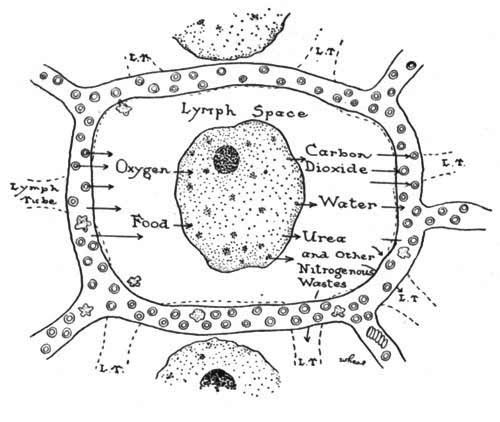 L.T.
L.T.
Lymph Space
Carbon
Dioxide
Oxygen
L.T.
Lymph
Tube
Water
Food
Urea
and Other
Nitrogenous
Wastes
L.T
L.T.
L.T